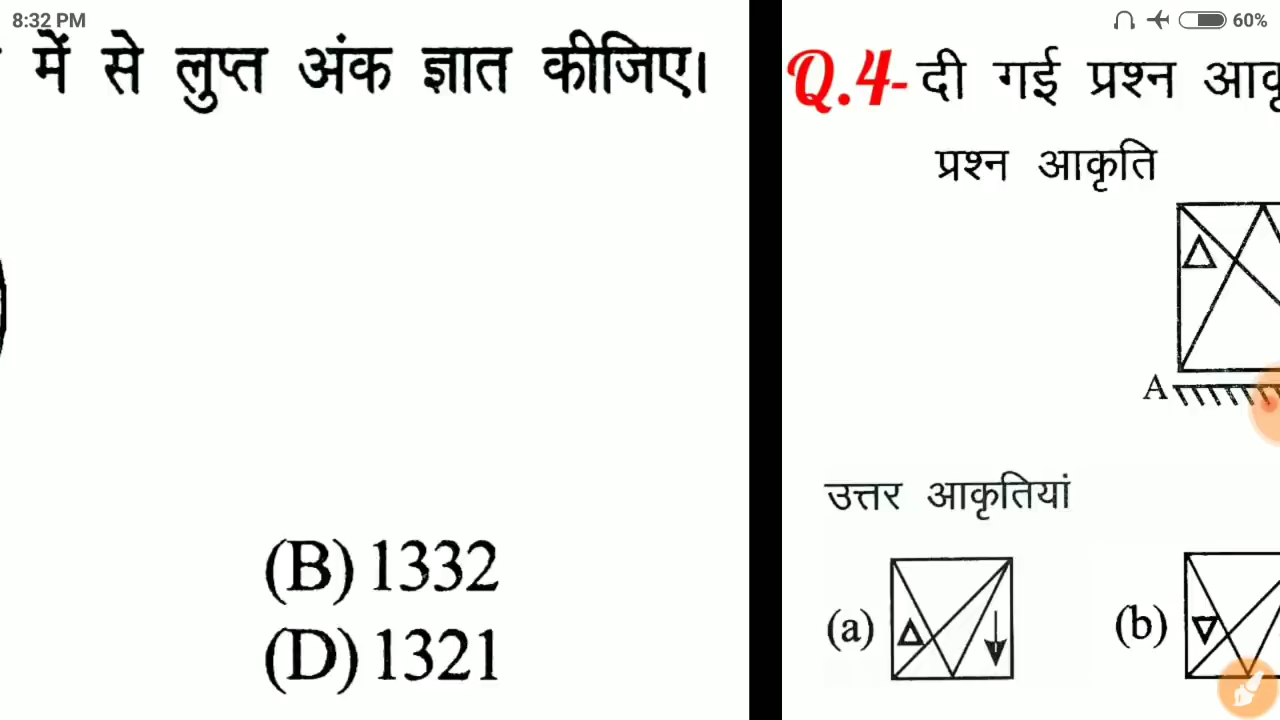 8:32 PM
60%
में से लुप्त अंक ज्ञात कीजिए।
(B) 1332
(D) 1321
Q.4- दी गई प्रश्न
प्रश्न आकृति
A
उत्तर आकृतियां
(a)
(b)